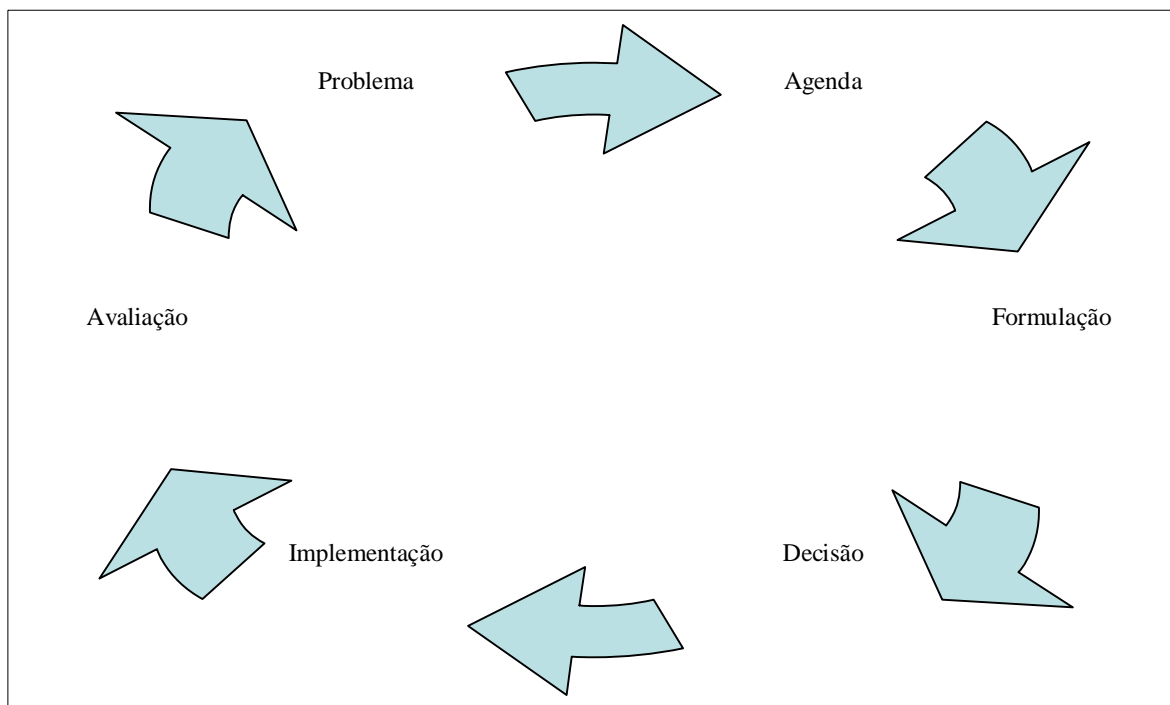 Problema
Agenda
Avaliação
Formulação
Implementação
Decisão